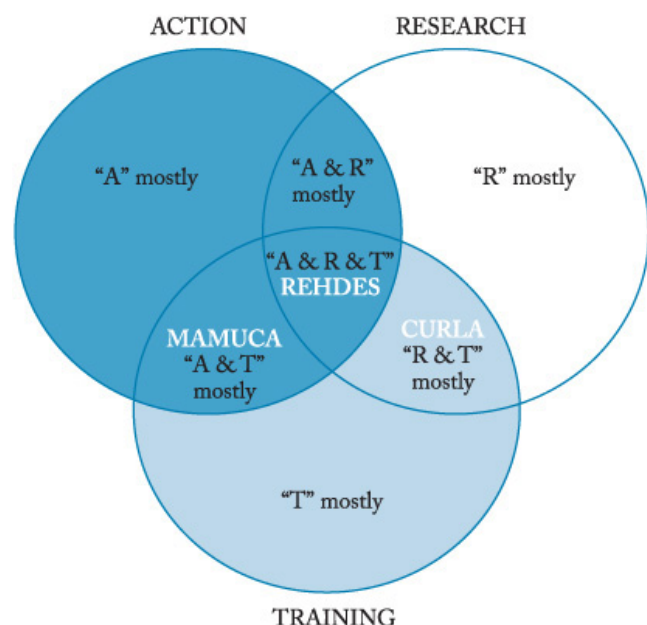 ACTION
RESEARCH
“A” mostly
“A & R”
mostly
“R” mostly
“A & R & T”
REHDES
MAMUCA
“A & T”
mostly
CURLA
“R & T”
mostly
“T” mostly
TRAINING